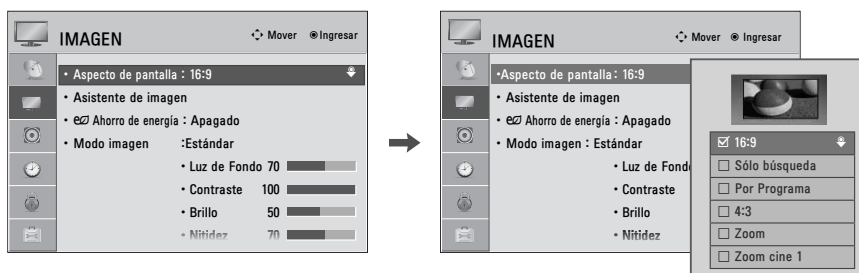 IMAGEN
Mover
Ingresar
• Aspecto de pantalla : 16:9
• Asistente de imagen
• Ahorro de energía : Apagado
• Modo imagen :Estándar
• Luz de Fondo 70
• Contraste 100
• Brillo 50
• Nitidez 70
IMAGEN
Mover
Ingresar
•Aspecto de pantalla: 16:9
• Asistente de imagen
• Ahorro de energía : Apagado
• Modo imagen : Estándar
• Luz de Fondo
• Contraste
• Brillo
• Nitidez
16:9
Sólo búsqueda
Por Programa
4:3
Zoom
Zoom cine 1